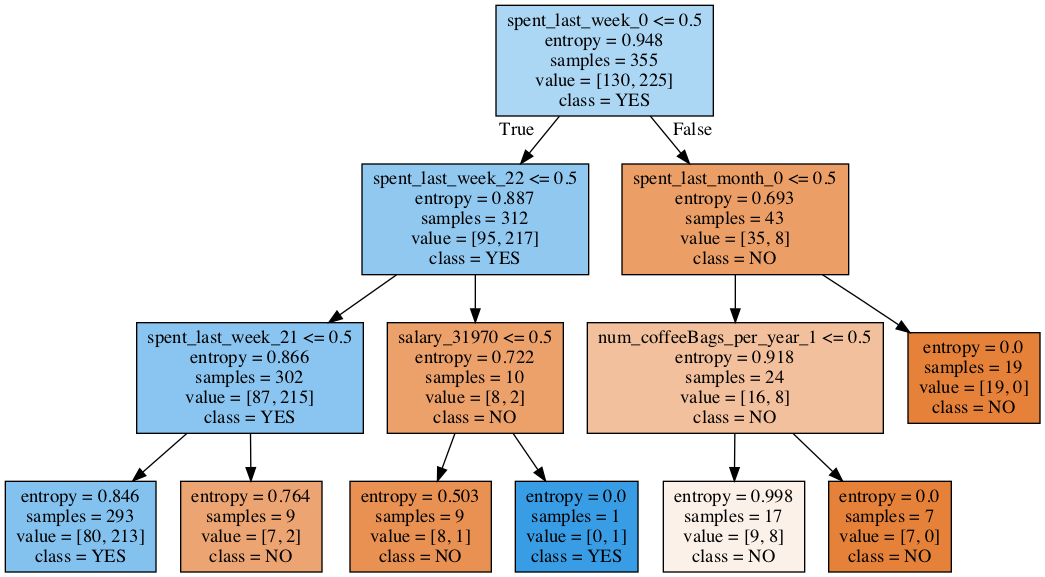 spent_last_week_0 <= 0.5
entropy = 0.948
samples = 355
value = [130, 225]
class = YES
True
False
spent_last_week_22 <= 0.5
entropy = 0.887
samples = 312
value = [95, 217]
class = YES
spent_last_month_0 <= 0.5
entropy = 0.693
samples = 43
value = [35, 8]
class = NO
spent_last_week_21 <= 0.5
entropy = 0.866
samples = 302
value = [87, 215]
class = YES
salary_31970 <= 0.5
entropy = 0.722
samples = 10
value = [8, 2]
class = NO
num_coffeeBags_per_year_1 <= 0.5
entropy = 0.918
samples = 24
value = [16, 8]
class = NO
entropy = 0.0
samples = 19
value = [19, 0]
class = NO
entropy = 0.846
samples = 293
value = [80, 213]
class = YES
entropy = 0.764
samples = 9
value = [7, 2]
class = NO
entropy = 0.503
samples = 9
value = [8, 1]
class = NO
entropy = 0.0
samples = 1
value = [0, 1]
class = YES
entropy = 0.998
samples = 17
value = [9, 8]
class = NO
entropy = 0.0
samples = 7
value = [7, 0]
class = NO